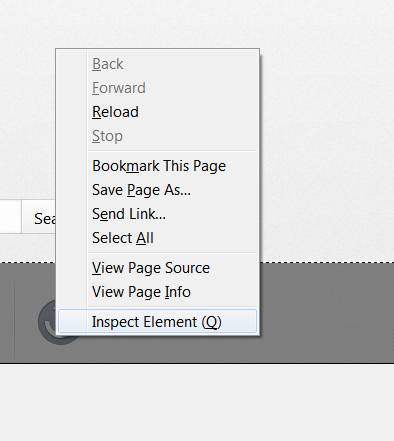 Back
Forward
Reload
Stop
Bookmark This Page
Save Page As...
Send Link...
Select All
View Page Source
View Page Info
Inspect Element (Q)